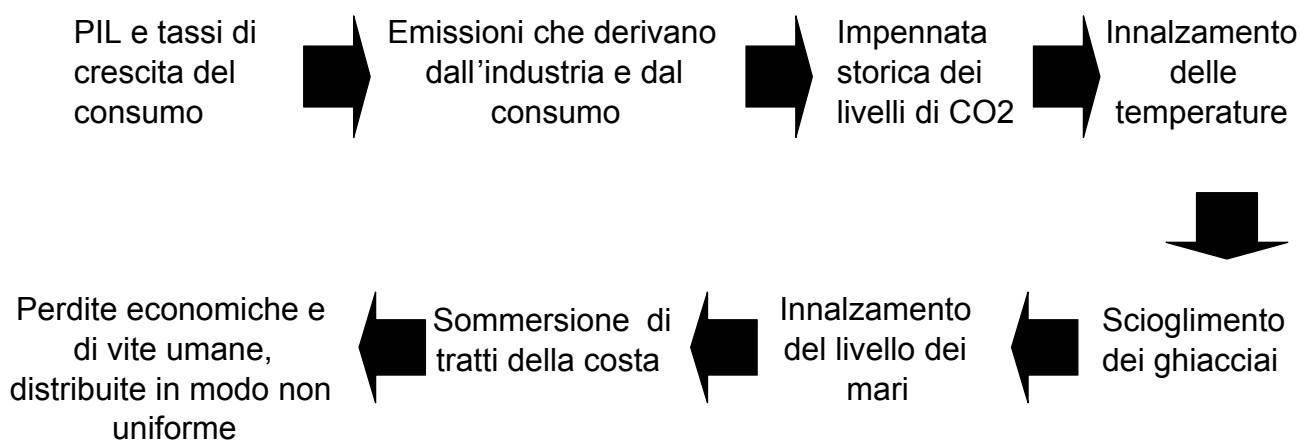 PIL e tassi di
crescita del
consumo
Emissioni che derivano
dall'industria e dal
consumo
Impennata
storica dei
livelli di CO2
Innalzamento
delle
temperature
Scioglimento
dei ghiacciai
Innalzamento
del livello dei
mari
Sommersione di
tratti della costa
Perdite economiche e
di vite umane,
distribuite in modo non
uniforme